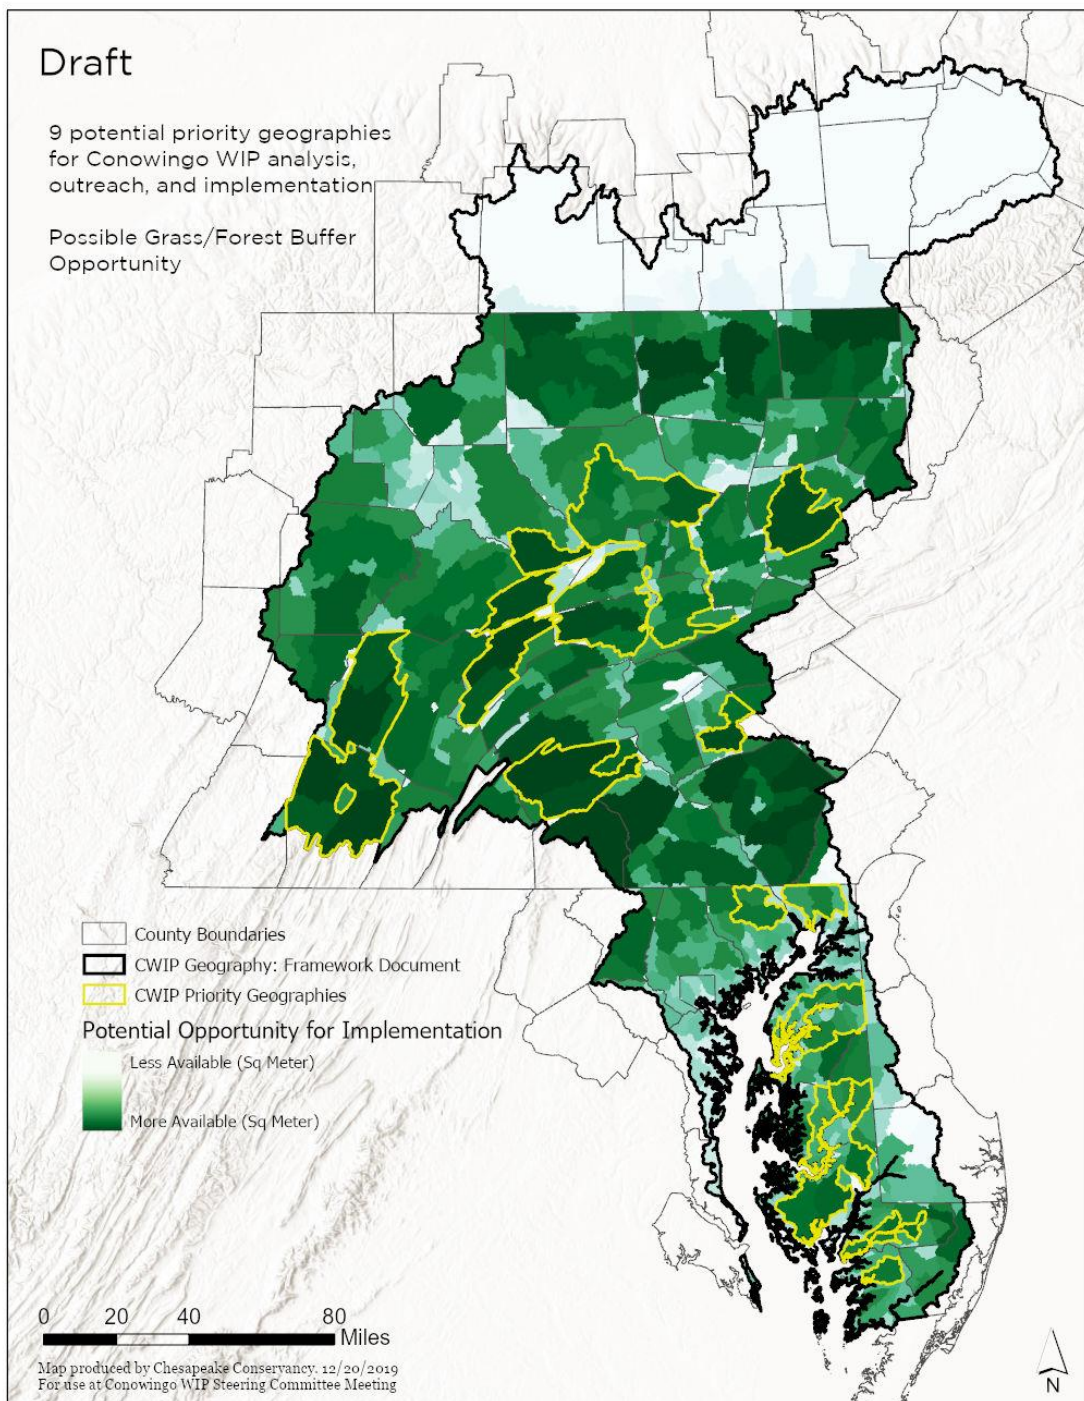 Draft
9 potential priority geographies
for Conowingo WIP analysis,
outreach, and implementation
Possible Grass/Forest Buffer
Opportunity
County Boundaries
CWIP Geography: Framework Document
CWIP Priority Geographies
Potential Opportunity for Implementation
Less Available (Sq Meter)
More Available (Sq Meter)
0 20 40 80
Miles
Map produced by Chesapeake Conservancy. 12/20/2019
For use at Conowingo WIP Steering Committee Meeting
N